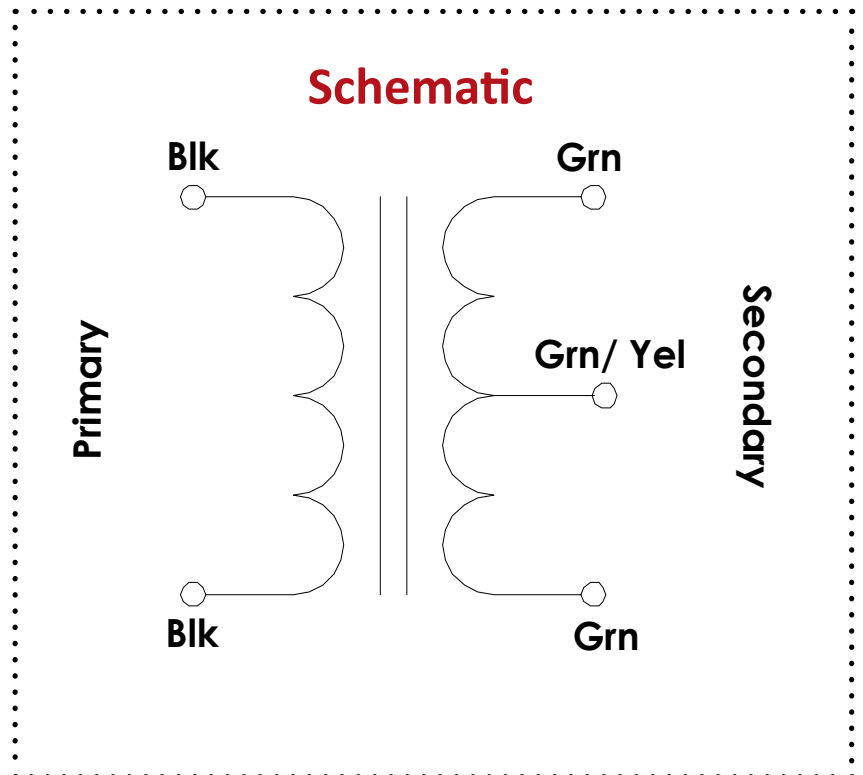 Schematic
Blk
Grn
Primary
Grn/ Yel
Secondary
Blk
Grn